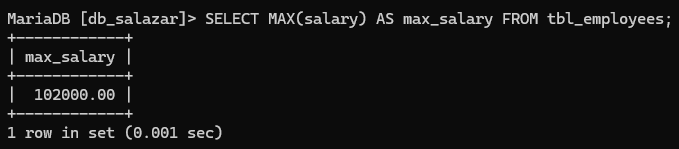 MariaDB [db_salazar]> SELECT MAX(salary) AS max_salary FROM tbl_employees;
+------------+
| max_salary |
+------------+
|  102000.00 |
+------------+
1 row in set (0.001 sec)